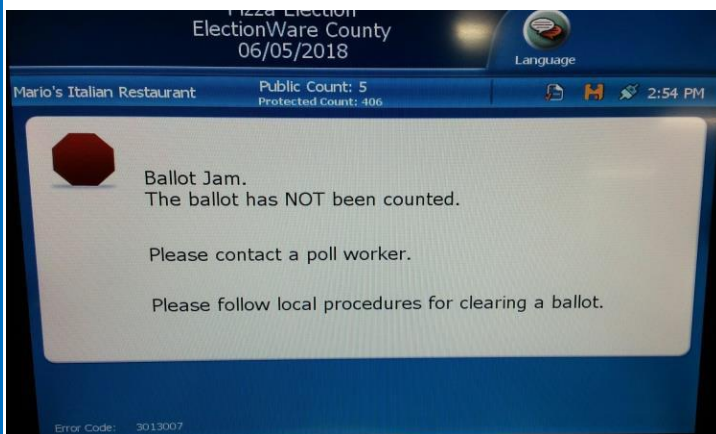 Pizza Election
ElectionWare County
06/05/2018
Language
Mario's Italian Restaurant
Public Count: 5
Protected Count: 406
2:54 PM
Ballot Jam.
The ballot has NOT been counted.
Please contact a poll worker.
Please follow local procedures for clearing a ballot.
Error Code: 3013007